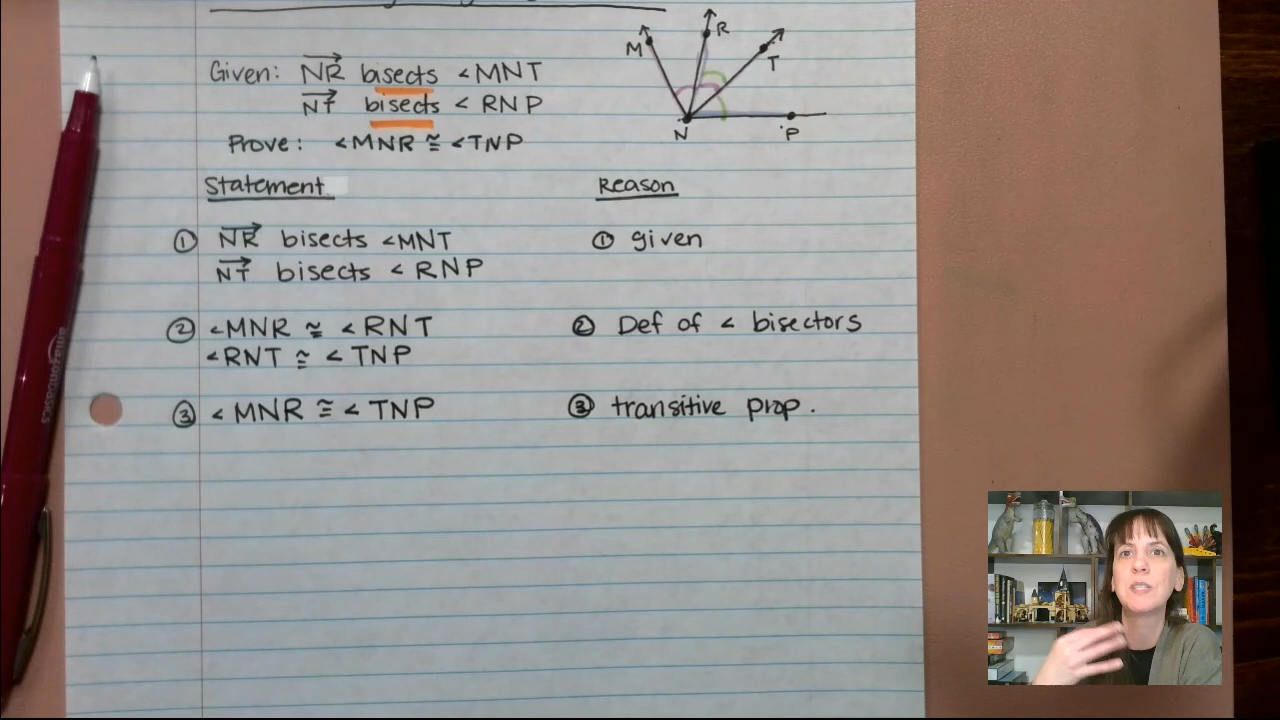 Given: NR bisects <MNT
NT bisects < RNP
Prove: <MNR ≅ <TNP
M
R
T
N
P
Statement
Reason
① NR bisects <MNT
NT bisects < RNP
① given
② <MNR ≅ <RNT
<RNT ≅ < TNP
② Def of < bisectors
③ < MNR ≅ < TNP
③ transitive prop.
amazonbasics